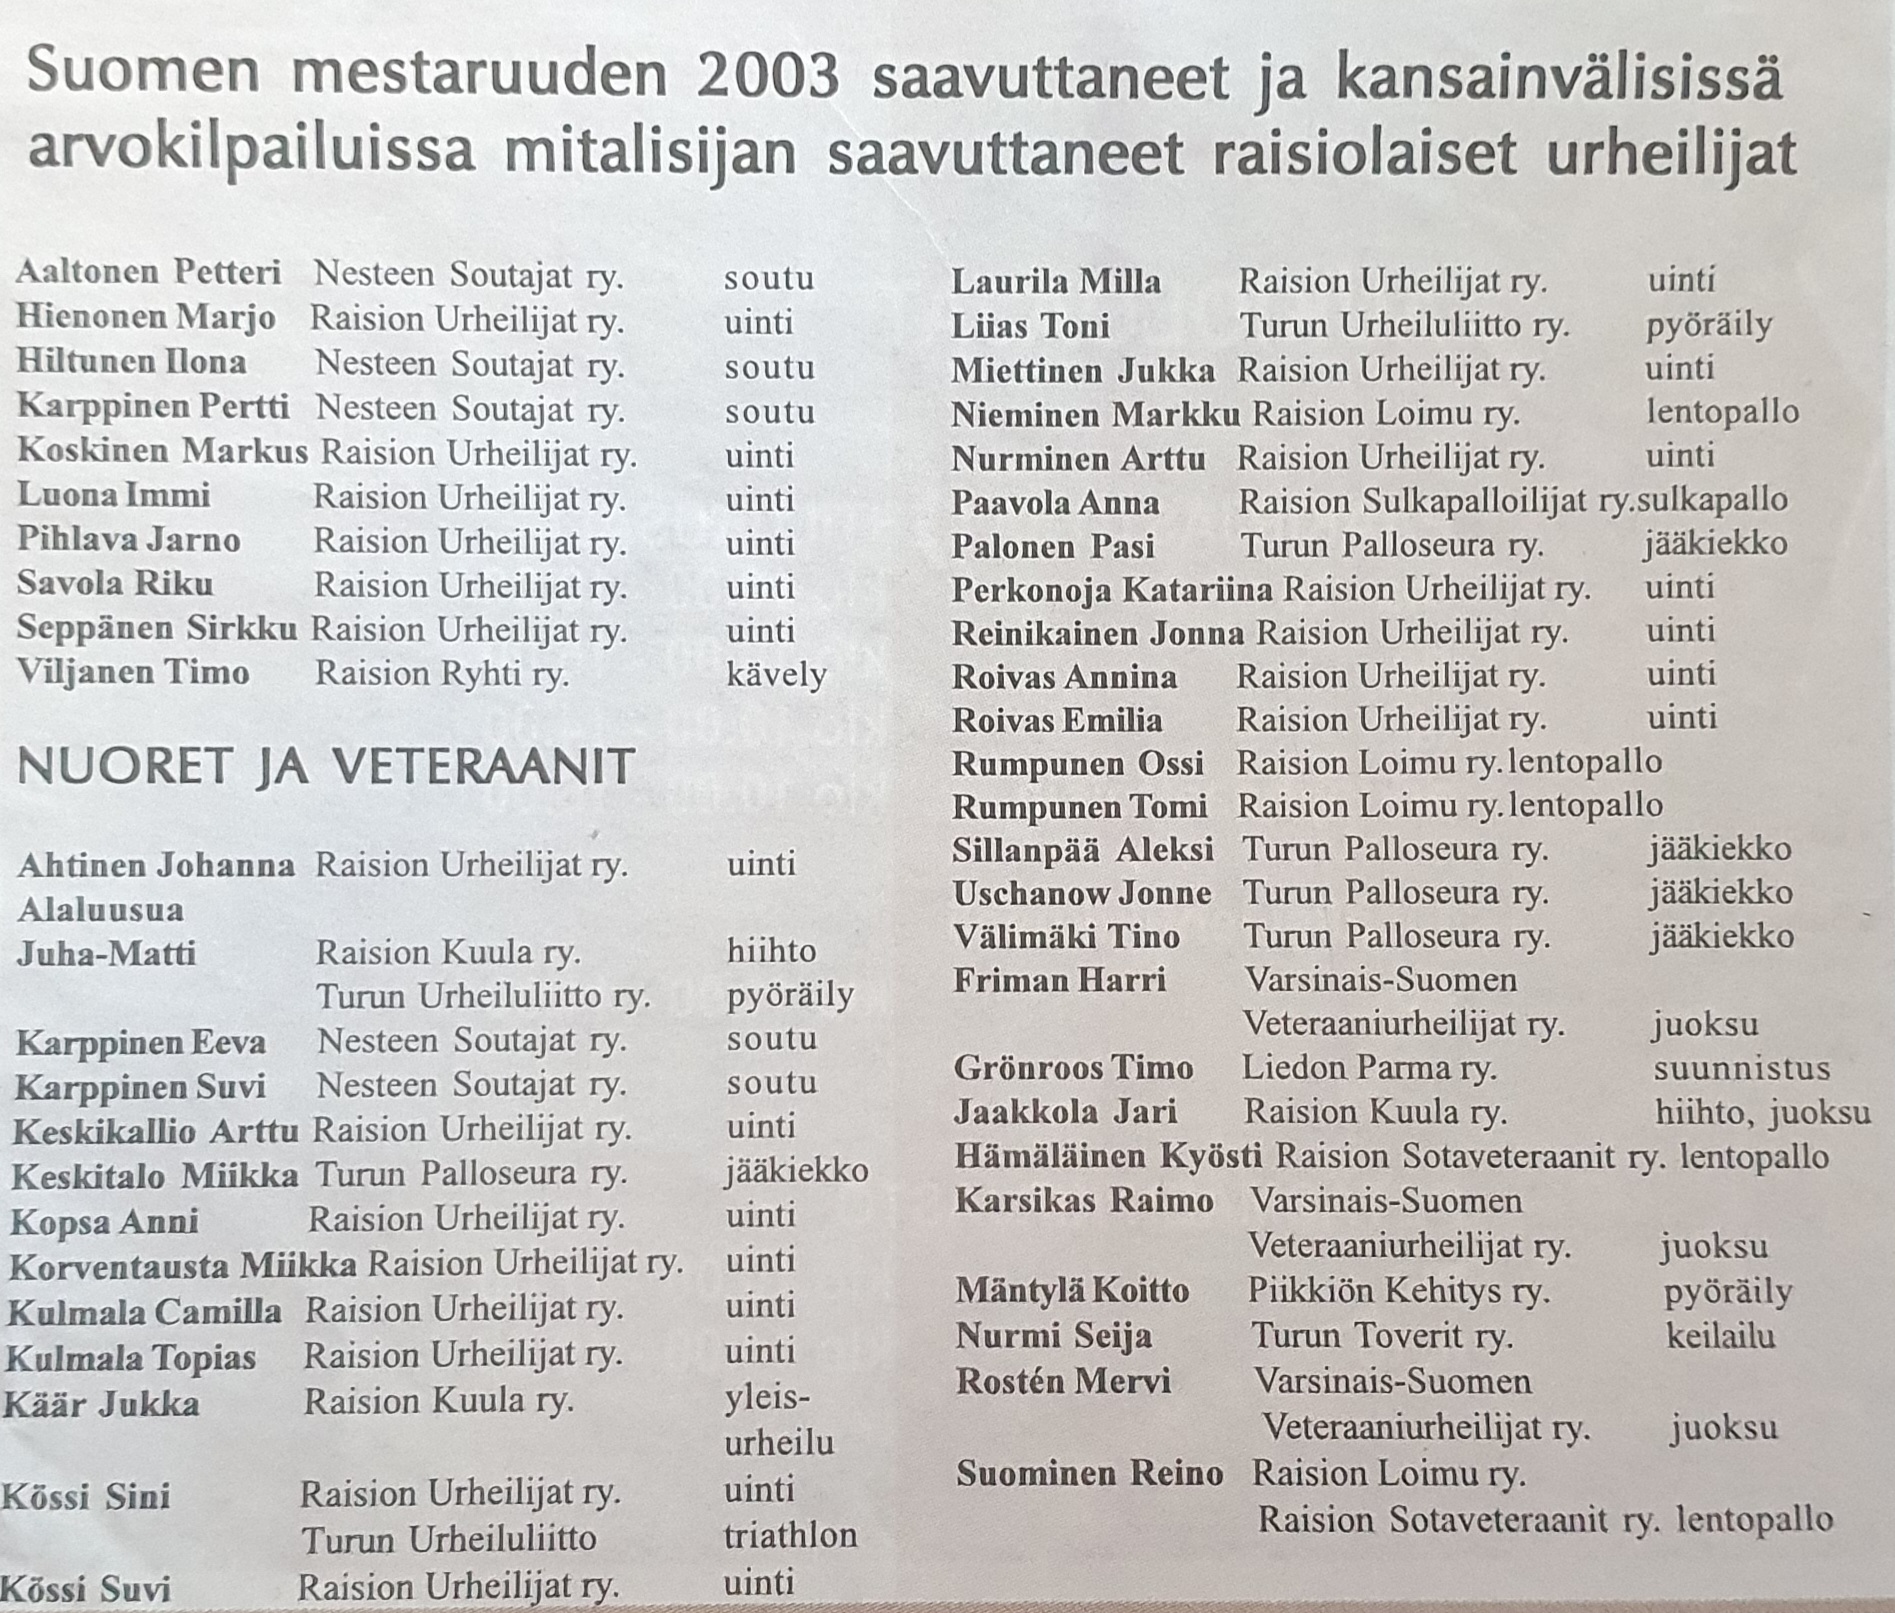 Suomen mestaruuden 2003 saavuttaneet ja kansainvälisissä
arvokilpailuissa mitalisijan saavuttaneet raisiolaiset urheilijat
Aaltonen Petteri Nesteen Soutajat ry. soutu
Hienonen Marjo Raision Urheilijat ry. uinti
Hiltunen Ilona Nesteen Soutajat ry. soutu
Karppinen Pertti Nesteen Soutajat ry. soutu
Koskinen Markus Raision Urheilijat ry. uinti
Luona Immi Raision Urheilijat ry. uinti
Pihlava Jarno Raision Urheilijat ry. uinti
Savola Riku Raision Urheilijat ry. uinti
Seppänen Sirkku Raision Urheilijat ry. uinti
Viljanen Timo Raision Ryhti ry. kävely
NUORET JA VETERAANIT
Ahtinen Johanna Raision Urheilijat ry. uinti
Alaluusua
Juha-Matti Raision Kuula ry. hiihto
Turun Urheiluliitto ry. pyöräily
Karppinen Eeva Nesteen Soutajat ry. soutu
Karppinen Suvi Nesteen Soutajat ry. soutu
Keskikallio Arttu Raision Urheilijat ry. uinti
Keskitalo Miikka Turun Palloseura ry. jääkiekko
Kopsa Anni Raision Urheilijat ry. uinti
Korventausta Miikka Raision Urheilijat ry. uinti
Kulmala Camilla Raision Urheilijat ry. uinti
Kulmala Topias Raision Urheilijat ry. uinti
Käär Jukka Raision Kuula ry. yleis-
urheilu
Kössi Sini Raision Urheilijat ry. uinti
Turun Urheiluliitto triathlon
Kössi Suvi Raision Urheilijat ry. uinti
Laurila Milla Raision Urheilijat ry. uinti
Liias Toni Turun Urheiluliitto ry. pyöräily
Miettinen Jukka Raision Urheilijat ry. uinti
Nieminen Markku Raision Loimu ry. lentopallo
Nurminen Arttu Raision Urheilijat ry. uinti
Paavola Anna Raision Sulkapalloilijat ry.sulkapallo
Palonen Pasi Turun Palloseura ry. jääkiekko
Perkonoja Katariina Raision Urheilijat ry. uinti
Reinikainen Jonna Raision Urheilijat ry. uinti
Roivas Annina Raision Urheilijat ry. uinti
Roivas Emilia Raision Urheilijat ry. uinti
Rumpunen Ossi Raision Loimu ry.lentopallo
Rumpunen Tomi Raision Loimu ry.lentopallo
Sillanpää Aleksi Turun Palloseura ry. jääkiekko
Uschanow Jonne Turun Palloseura ry. jääkiekko
Välimäki Tino Turun Palloseura ry. jääkiekko
Friman Harri Varsinais-Suomen
Veteraaniurheilijat ry. juoksu
Grönroos Timo Liedon Parma ry. suunnistus
Jaakkola Jari Raision Kuula ry. hiihto, juoksu
Hämäläinen Kyösti Raision Sotaveteraanit ry. lentopallo
Karsikas Raimo Varsinais-Suomen
Veteraaniurheilijat ry. juoksu
Mäntylä Koitto Piikkiön Kehitys ry. pyöräily
Nurmi Seija Turun Toverit ry. keilailu
Rostén Mervi Varsinais-Suomen
Veteraaniurheilijat ry. juoksu
Suominen Reino Raision Loimu ry.
Raision Sotaveteraanit ry. lentopallo